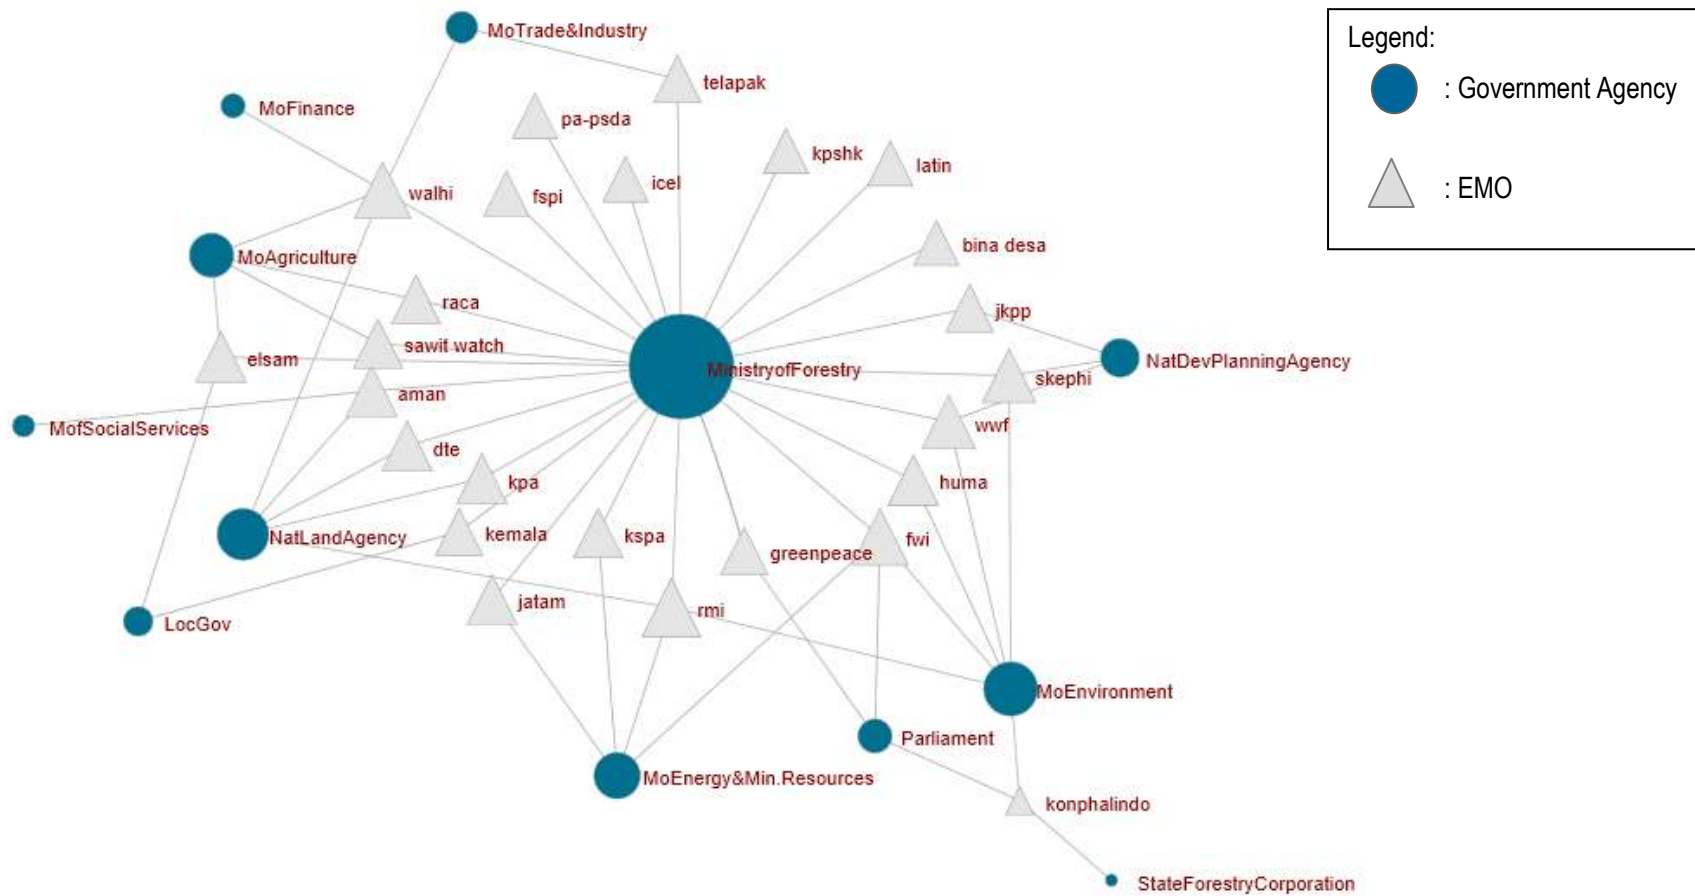 MoTrade&Industry
Legend:
telapak
: Government Agency
MoFinance
pa-psda
kpshk
latin
icel
walhi
fspi
: EMO
bina desa
MoAgriculture
raca
jkpp
sawit watch
elsam
NatDevPlanningAgency
MinistryofForestry
skephi
aman
MofSocialServices
wwf
dte
kpa
huma
NatLandAgency
kemala
kspa
fwi
greenpeace
jatam
rmi
LocGov
MoEnvironment
Parliament
MoEnergy&Min.Resources
konphalindo
StateForestryCorporation